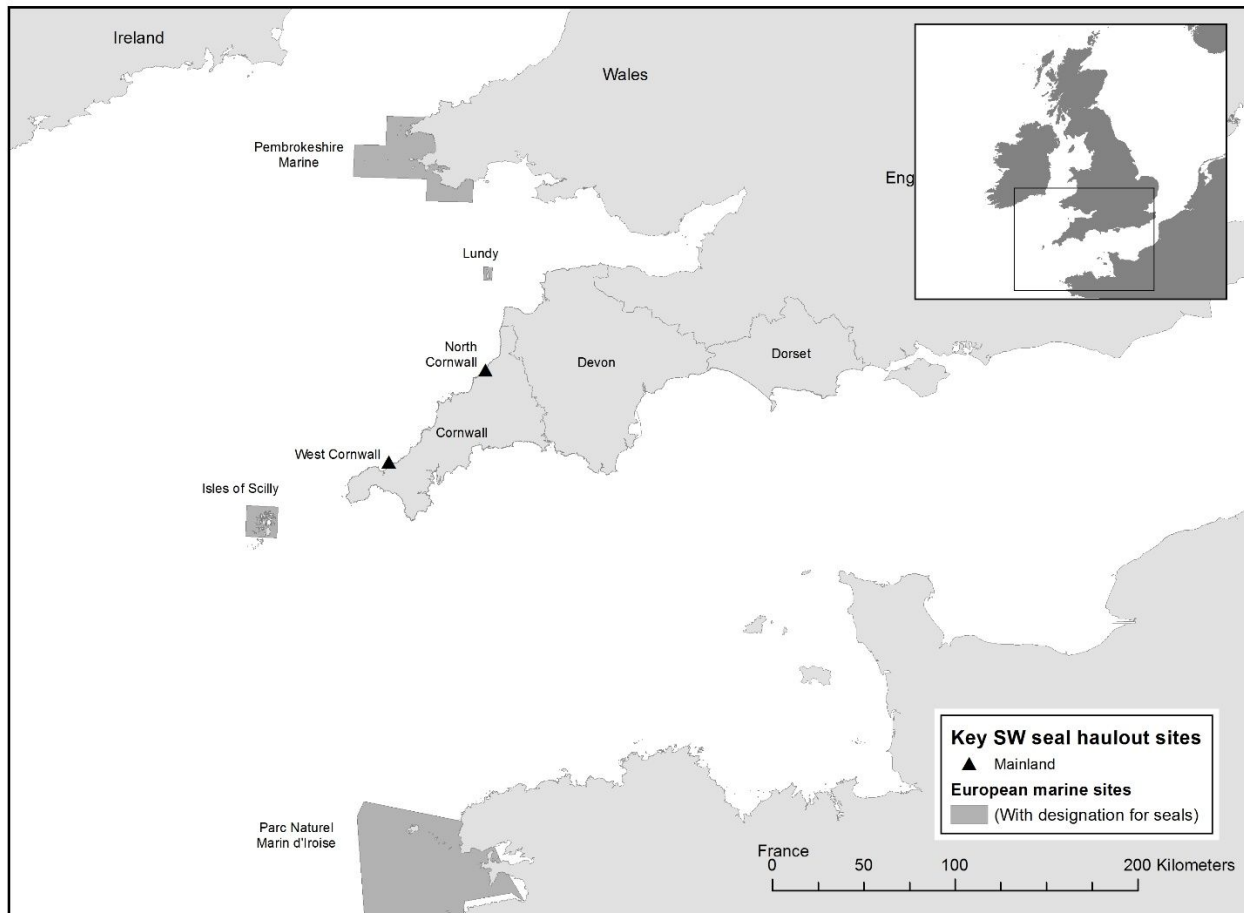 Ireland
Wales
Pembrokeshire
Marine
Eng
Lundy
North
Cornwall
Devon
Dorset
Cornwall
West Cornwall
Isles of Scilly
Key SW seal haulout sites
Mainland
European marine sites
(With designation for seals)
Parc Naturel
Marin d'Iroise
France
0 50 100 200 Kilometers